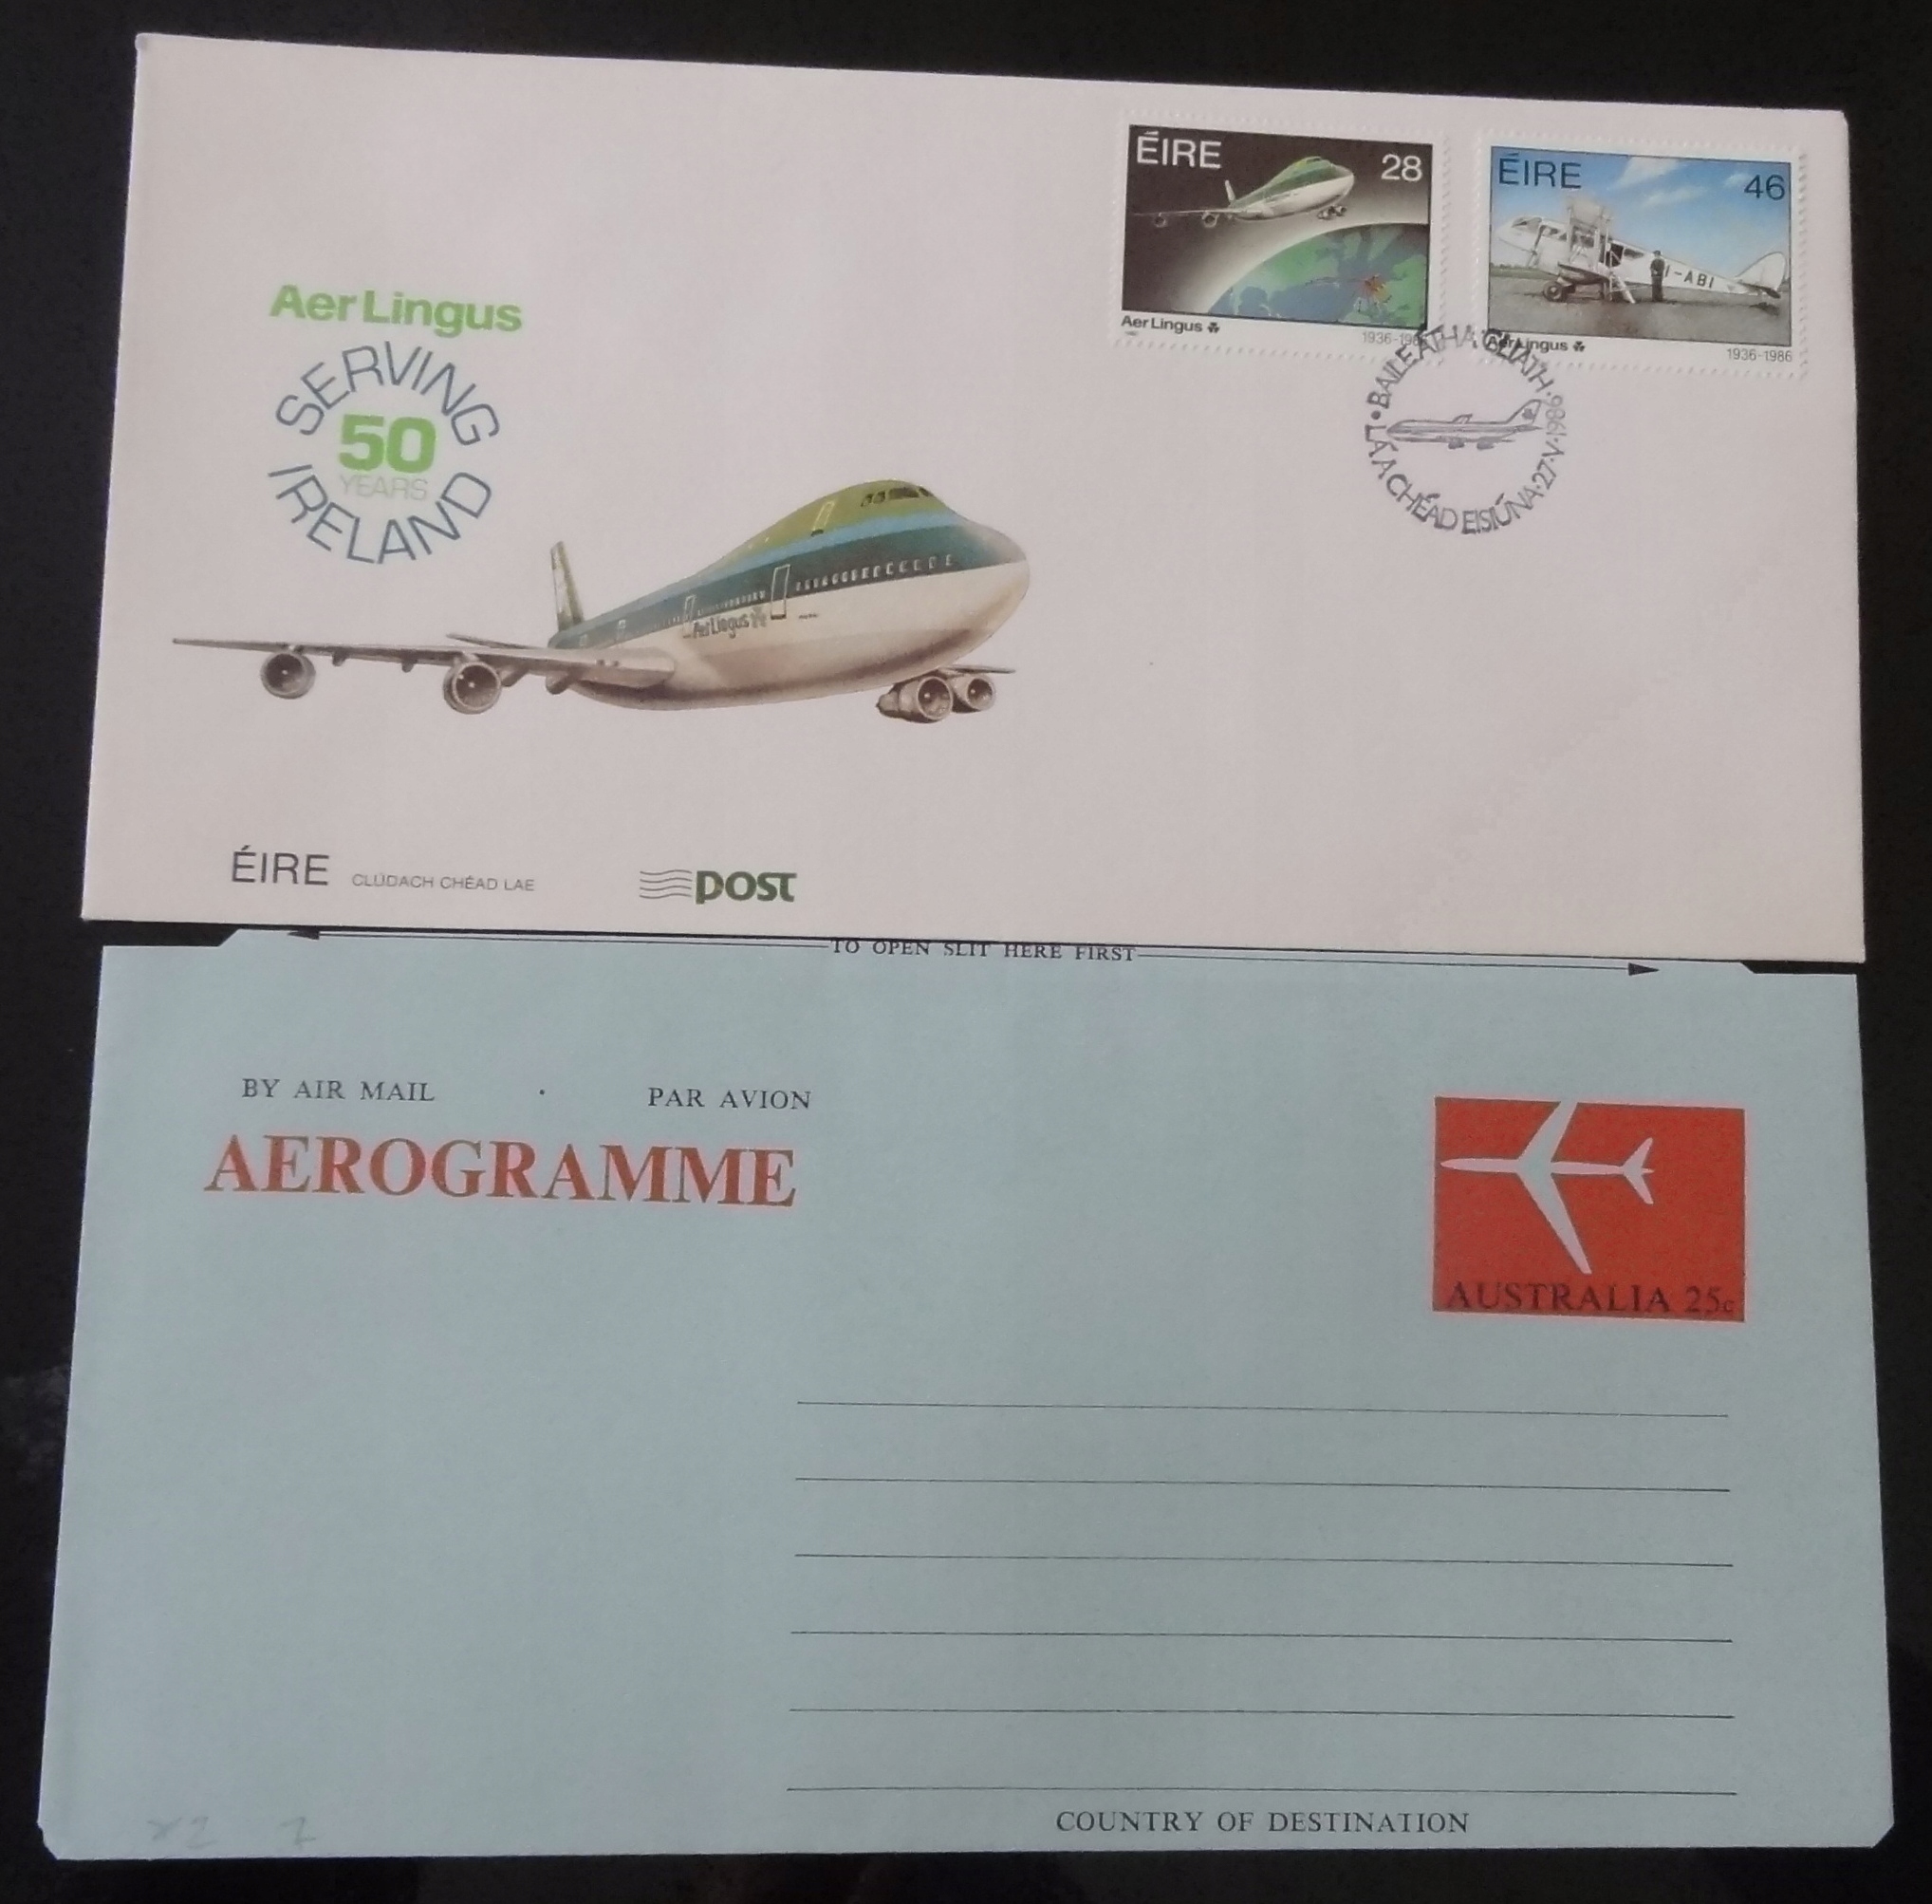 ÉIRE 28
Aer Lingus
1936-1986
ÉIRE 46
I-ABI
Aer Lingus
1936-1986
• BAILE ÁTHA CLIATH •
LÁ A CHÉAD EISIÚNA • 27•V•1986
Aer Lingus
SERVING
50
YEARS
IRELAND
Aer Lingus
ÉIRE CLÚDACH CHÉAD LAE
post
TO OPEN SLIT HERE FIRST
BY AIR MAIL · PAR AVION
AEROGRAMME
AUSTRALIA 25c
COUNTRY OF DESTINATION